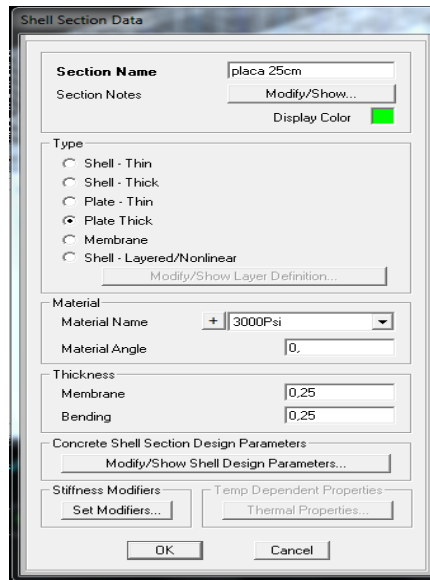 Shell Section Data
Section Name placa 25cm
Section Notes Modify/Show...
Display Color
Type
Shell - Thin
Shell - Thick
Plate - Thin
Plate Thick
Membrane
Shell - Layered/Nonlinear
Modify/Show Layer Definition...
Material
Material Name + 3000Psi
Material Angle 0,
Thickness
Membrane 0,25
Bending 0,25
Concrete Shell Section Design Parameters
Modify/Show Shell Design Parameters...
Stiffness Modifiers Temp Dependent Properties
Set Modifiers... Thermal Properties...
OK Cancel